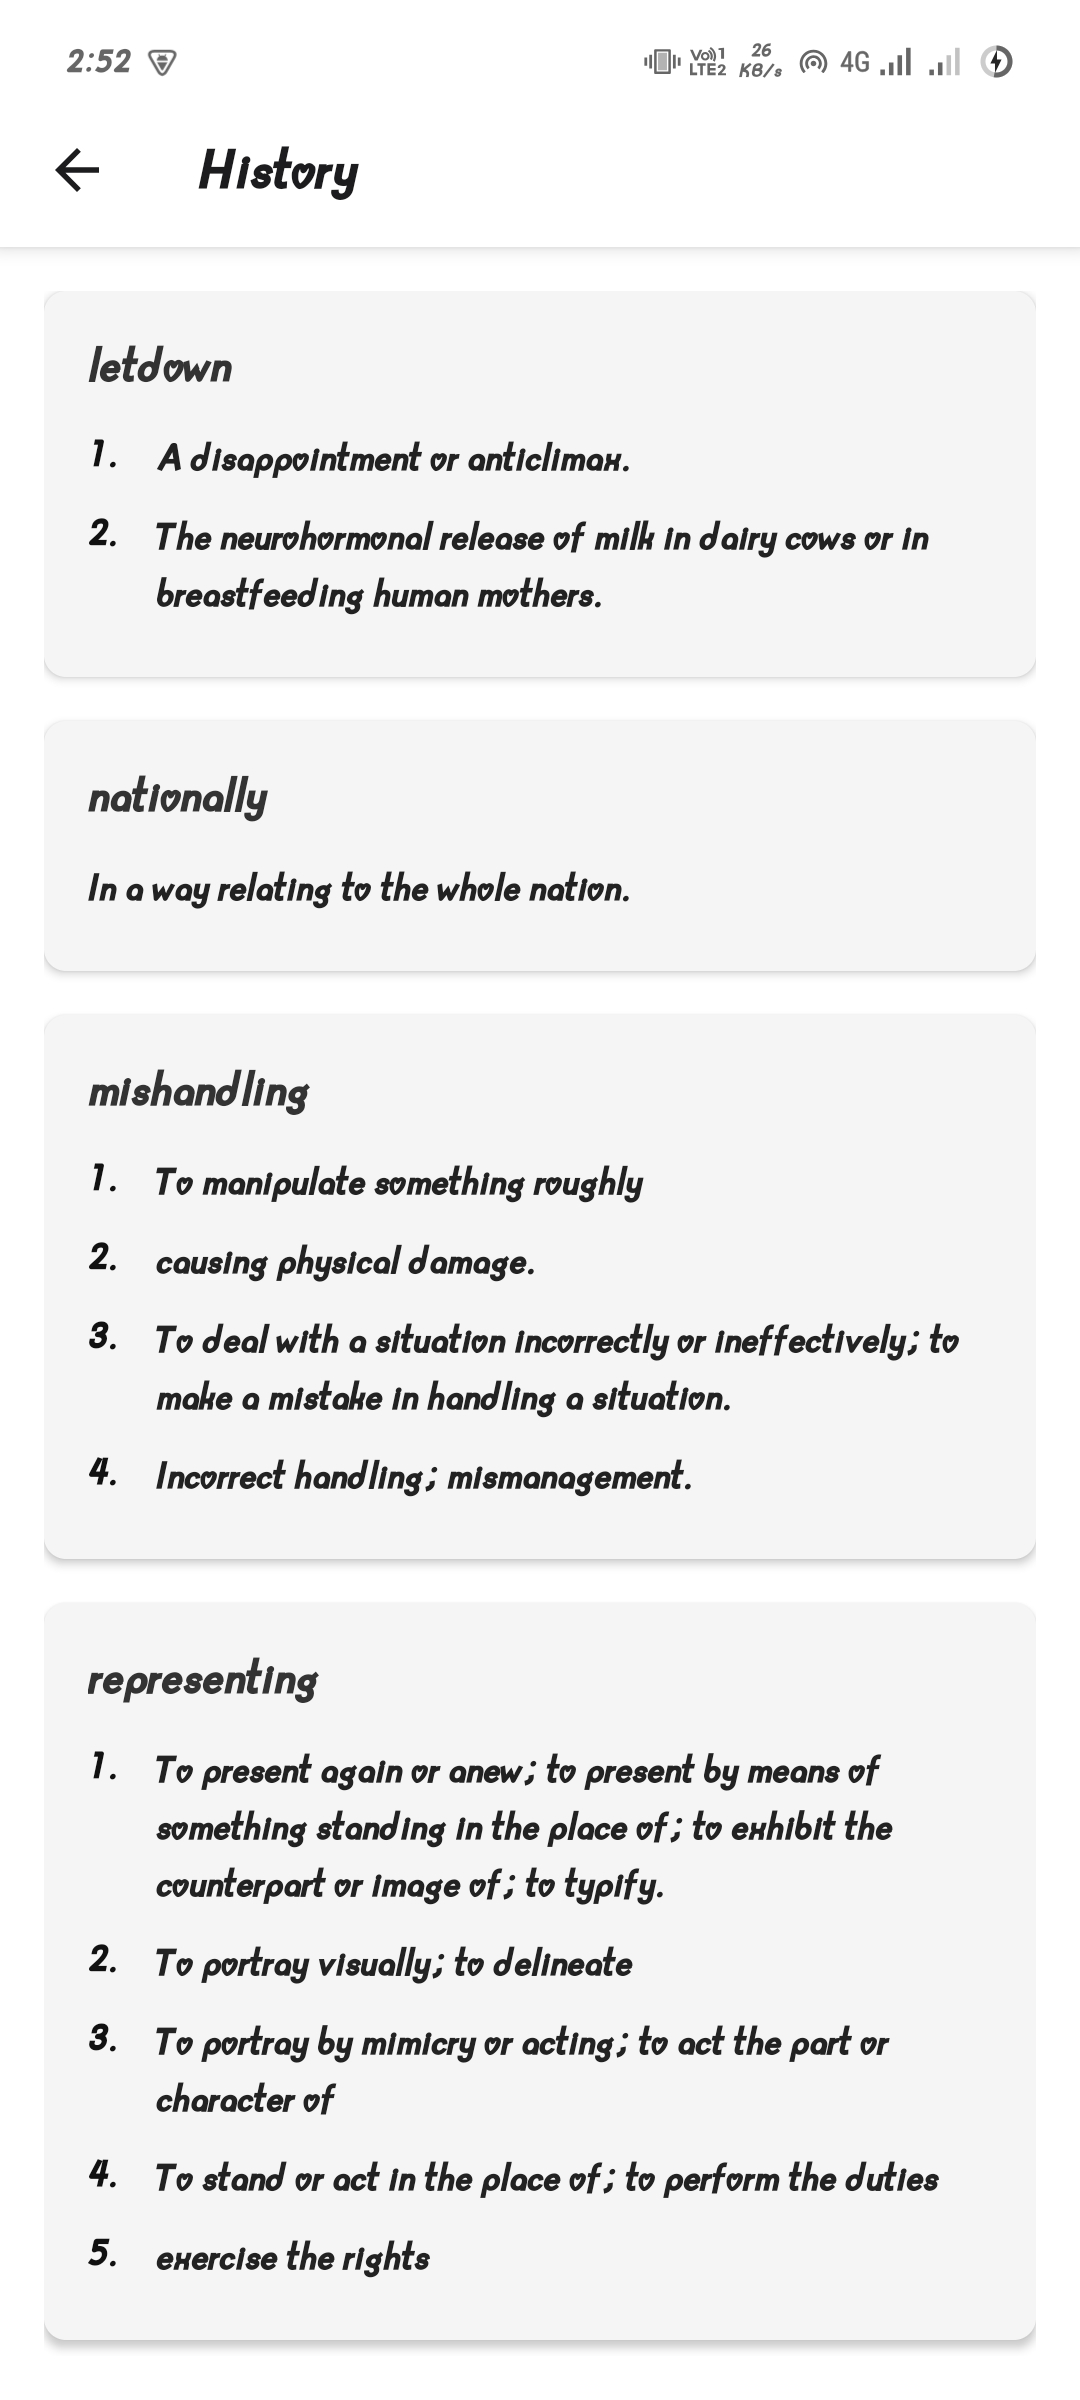 2:52
Vo)) 1
LTE2
26
KB/s
4G
History
letdown
1. A disappointment or anticlimax.
2. The neurohormonal release of milk in dairy cows or in
breastfeeding human mothers.
nationally
In a way relating to the whole nation.
mishandling
1. To manipulate something roughly
2. causing physical damage.
3. To deal with a situation incorrectly or ineffectively; to
make a mistake in handling a situation.
4. Incorrect handling; mismanagement.
representing
1. To present again or anew; to present by means of
something standing in the place of; to exhibit the
counterpart or image of; to typify.
2. To portray visually; to delineate
3. To portray by mimicry or acting; to act the part or
character of
4. To stand or act in the place of; to perform the duties
5. exercise the rights